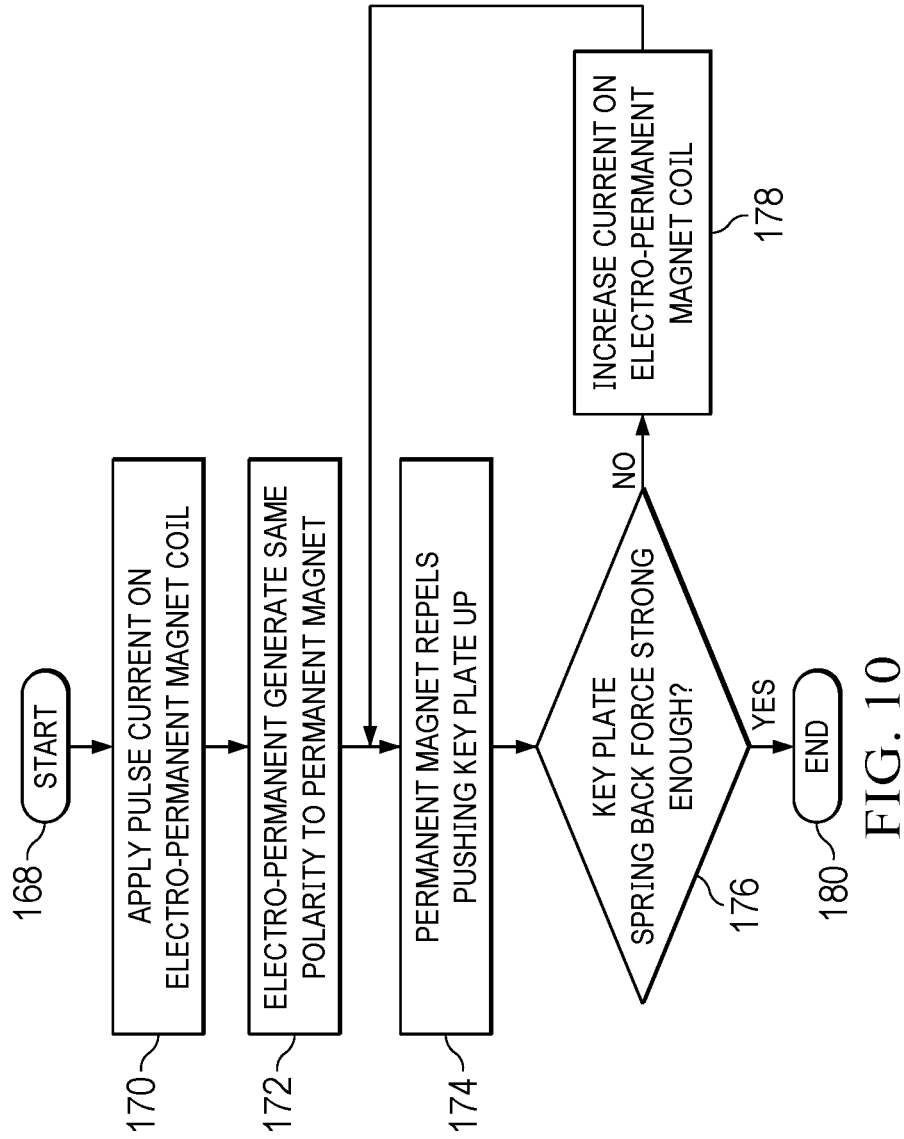 168
START
170
APPLY PULSE CURRENT ON
ELECTRO-PERMANENT MAGNET COIL
172
ELECTRO-PERMANENT GENERATE SAME
POLARITY TO PERMANENT MAGNET
174
PERMANENT MAGNET REPELS
PUSHING KEY PLATE UP
KEY PLATE
SPRING BACK FORCE STRONG
ENOUGH?
176
NO
INCREASE CURRENT ON
ELECTRO-PERMANENT
MAGNET COIL
178
YES
180
END
FIG. 10